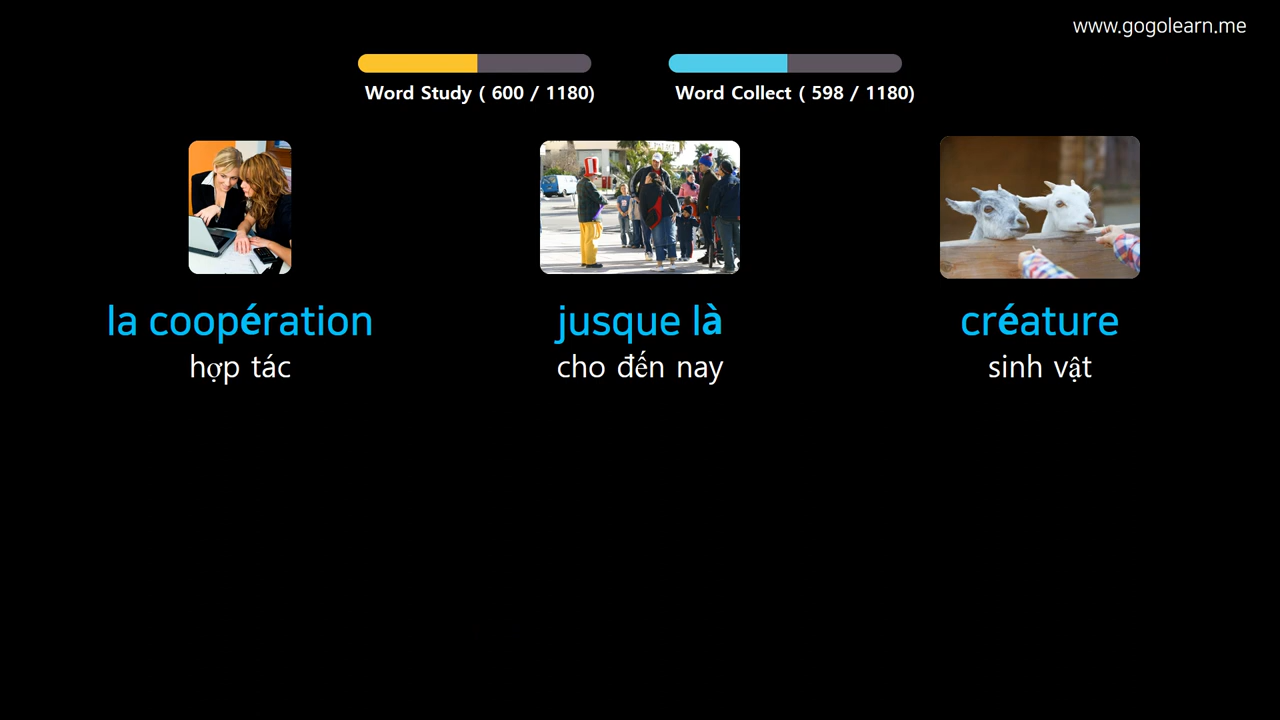 www.gogolearn.me
Word Study ( 600 / 1180)
Word Collect ( 598 / 1180)
la coopération
jusque là
créature
hợp tác
cho đến nay
sinh vật